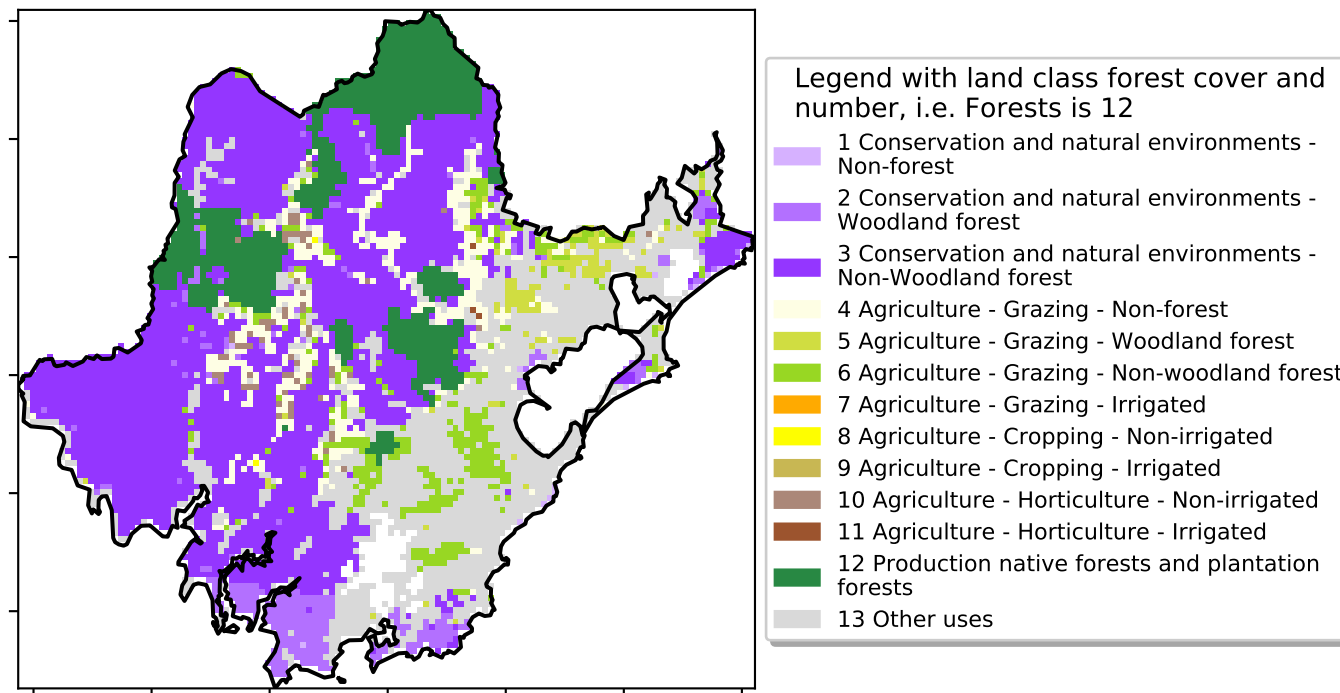 Legend with land class forest cover and
number, i.e. Forests is 12
1 Conservation and natural environments -
Non-forest
2 Conservation and natural environments -
Woodland forest
3 Conservation and natural environments -
Non-Woodland forest
4 Agriculture - Grazing - Non-forest
5 Agriculture - Grazing - Woodland forest
6 Agriculture - Grazing - Non-woodland forest
7 Agriculture - Grazing - Irrigated
8 Agriculture - Cropping - Non-irrigated
9 Agriculture - Cropping - Irrigated
10 Agriculture - Horticulture - Non-irrigated
11 Agriculture - Horticulture - Irrigated
12 Production native forests and plantation
forests
13 Other uses